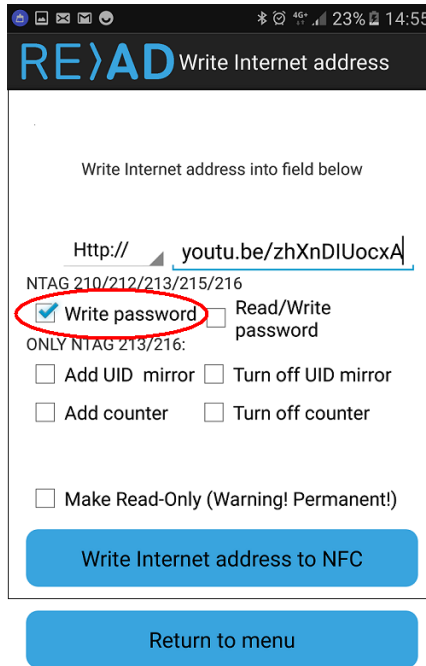 4G+ 23% 14:55
RE⟩AD Write Internet address
Write Internet address into field below
Http:// youtu.be/zhXnDIUocxA
NTAG 210/212/213/215/216
Write password Read/Write
password
ONLY NTAG 213/216:
Add UID mirror Turn off UID mirror
Add counter Turn off counter
Make Read-Only (Warning! Permanent!)
Write Internet address to NFC
Return to menu